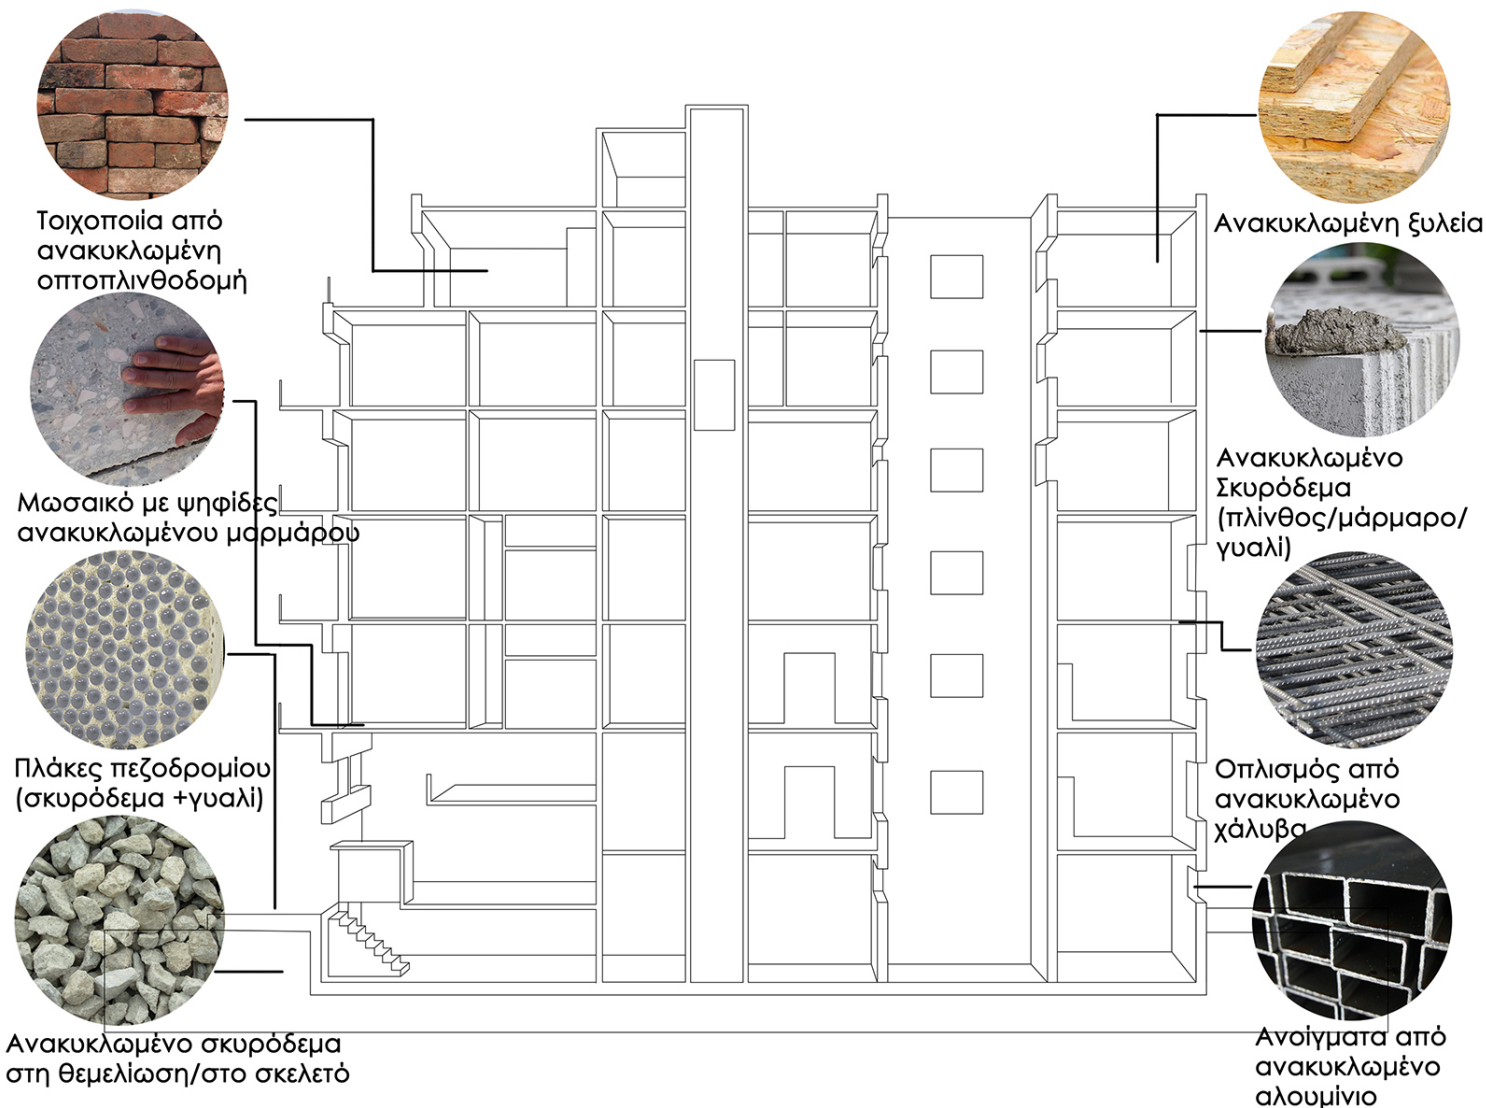 Τοιχοποιία από
ανακυκλωμένη
οπτοπλινθοδομή
Μωσαικό με ψηφίδες
ανακυκλωμένου μαρμάρου
Πλάκες πεζοδρομίου
(σκυρόδεμα +γυαλί)
Ανακυκλωμένο σκυρόδεμα
στη θεμελίωση/στο σκελετό
Ανακυκλωμένη ξυλεία
Ανακυκλωμένο
Σκυρόδεμα
(πλίνθος/μάρμαρο/
γυαλί)
Οπλισμός από
ανακυκλωμένο
χάλυβα
Ανοίγματα από
ανακυκλωμένο
αλουμίνιο